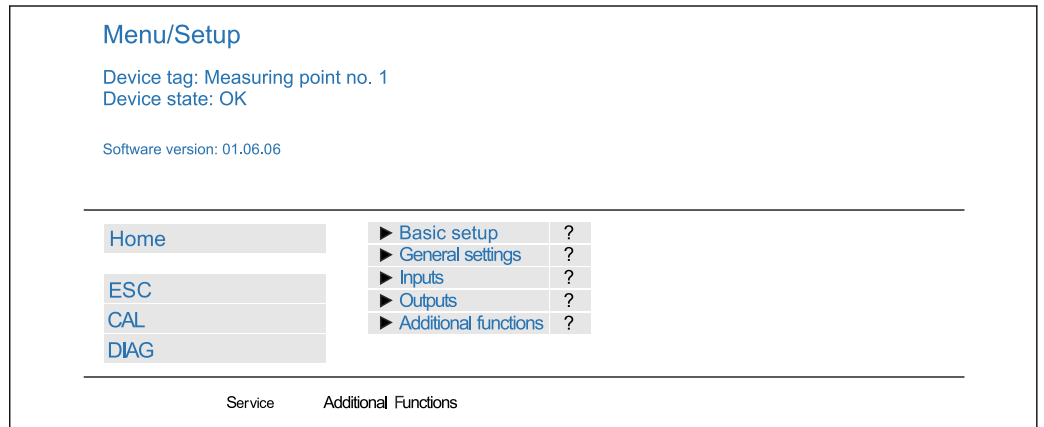 Menu/Setup
Device tag: Measuring point no. 1
Device state: OK
Software version: 01.06.06
Home
ESC
CAL
DIAG
▶ Basic setup ?
▶ General settings ?
▶ Inputs ?
▶ Outputs ?
▶ Additional functions ?
Service Additional Functions